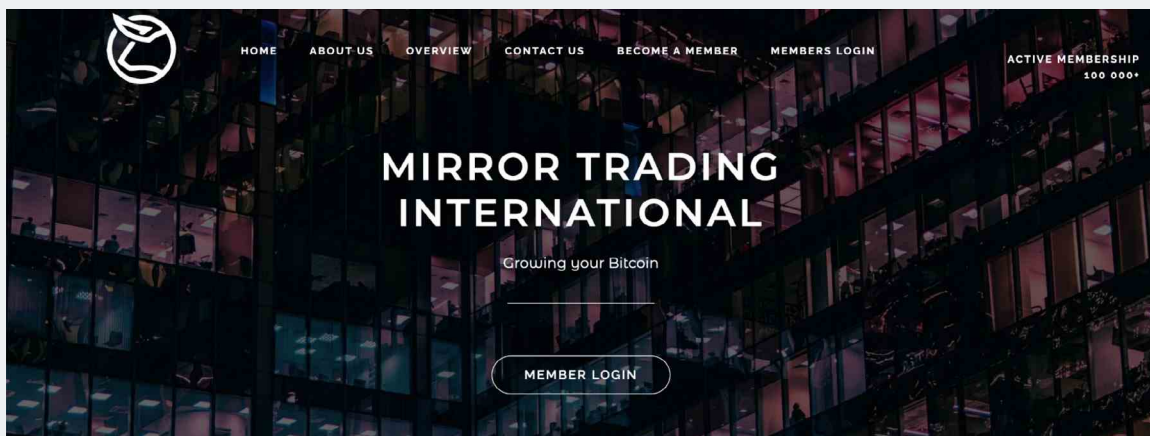 HOME ABOUT US OVERVIEW CONTACT US BECOME A MEMBER MEMBERS LOGIN
ACTIVE MEMBERSHIP
100 000+
MIRROR TRADING
INTERNATIONAL
Growing your Bitcoin
MEMBER LOGIN